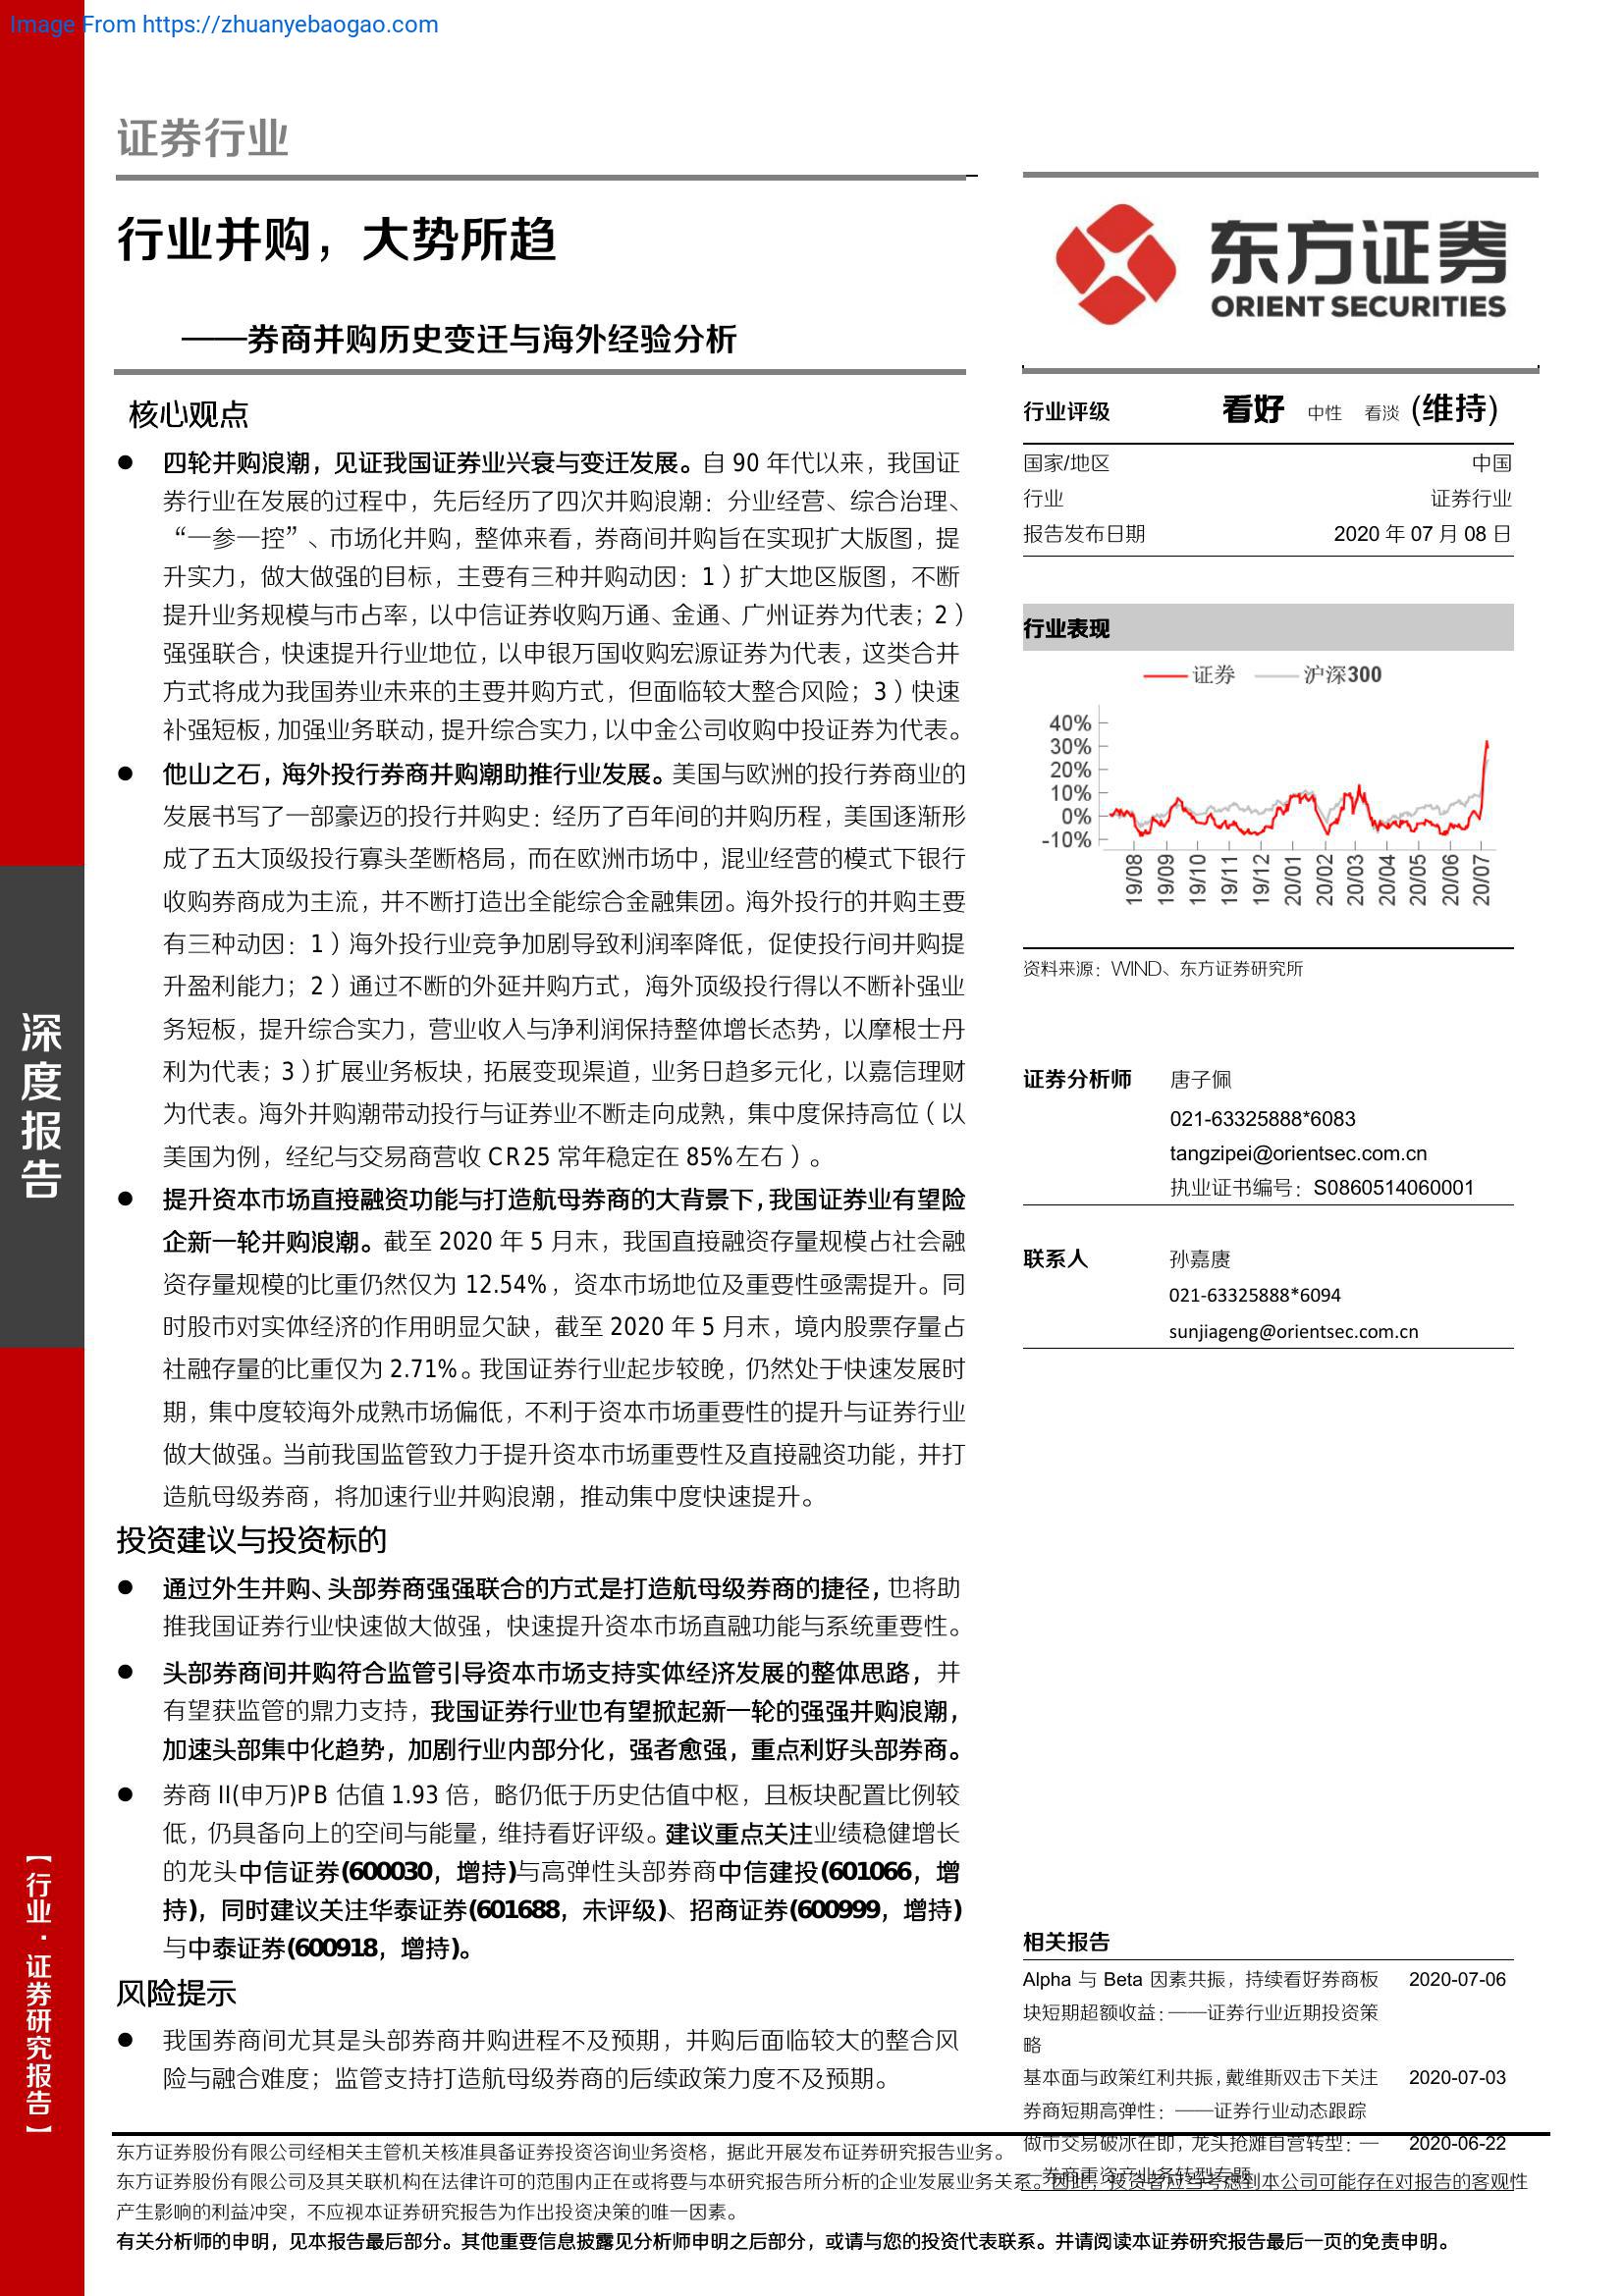 Image From https://zhuanyebaogao.com
证券行业
行业并购，大势所趋
——券商并购历史变迁与海外经验分析
核心观点
● 四轮并购浪潮，见证我国证券业兴衰与变迁发展。自 90 年代以来，我国证
券行业在发展的过程中，先后经历了四次并购浪潮：分业经营、综合治理、
“一参一控”、市场化并购，整体来看，券商间并购旨在实现扩大版图，提
升实力，做大做强的目标，主要有三种并购动因：1）扩大地区版图，不断
提升业务规模与市占率，以中信证券收购万通、金通、广州证券为代表；2）
强强联合，快速提升行业地位，以申银万国收购宏源证券为代表，这类合并
方式将成为我国券业未来的主要并购方式，但面临较大整合风险；3）快速
补强短板，加强业务联动，提升综合实力，以中金公司收购中投证券为代表。
● 他山之石，海外投行券商并购潮助推行业发展。美国与欧洲的投行券商业的
发展书写了一部豪迈的投行并购史：经历了百年间的并购历程，美国逐渐形
成了五大顶级投行寡头垄断格局，而在欧洲市场中，混业经营的模式下银行
收购券商成为主流，并不断打造出全能综合金融集团。海外投行的并购主要
有三种动因：1）海外投行业竞争加剧导致利润率降低，促使投行间并购提
升盈利能力；2）通过不断的外延并购方式，海外顶级投行得以不断补强业
务短板，提升综合实力，营业收入与净利润保持整体增长态势，以摩根士丹
利为代表；3）扩展业务板块，拓展变现渠道，业务日趋多元化，以嘉信理财
为代表。海外并购潮带动投行与证券业不断走向成熟，集中度保持高位（以
美国为例，经纪与交易商营收 CR25 常年稳定在 85%左右）。
● 提升资本市场直接融资功能与打造航母券商的大背景下，我国证券业有望险
企新一轮并购浪潮。截至 2020 年 5 月末，我国直接融资存量规模占社会融
资存量规模的比重仍然仅为 12.54%，资本市场地位及重要性亟需提升。同
时股市对实体经济的作用明显欠缺，截至 2020 年 5 月末，境内股票存量占
社融存量的比重仅为 2.71%。我国证券行业起步较晚，仍然处于快速发展时
期，集中度较海外成熟市场偏低，不利于资本市场重要性的提升与证券行业
做大做强。当前我国监管致力于提升资本市场重要性及直接融资功能，并打
造航母级券商，将加速行业并购浪潮，推动集中度快速提升。
投资建议与投资标的
● 通过外生并购、头部券商强强联合的方式是打造航母级券商的捷径，也将助
推我国证券行业快速做大做强，快速提升资本市场直融功能与系统重要性。
● 头部券商间并购符合监管引导资本市场支持实体经济发展的整体思路，并
有望获监管的鼎力支持，我国证券行业也有望掀起新一轮的强强并购浪潮，
加速头部集中化趋势，加剧行业内部分化，强者愈强，重点利好头部券商。
● 券商 II(申万)PB 估值 1.93 倍，略仍低于历史估值中枢，且板块配置比例较
低，仍具备向上的空间与能量，维持看好评级。建议重点关注业绩稳健增长
的龙头中信证券(600030，增持)与高弹性头部券商中信建投(601066，增
持)，同时建议关注华泰证券(601688，未评级)、招商证券(600999，增持)
与中泰证券(600918，增持)。
风险提示
● 我国券商间尤其是头部券商并购进程不及预期，并购后面临较大的整合风
险与融合难度；监管支持打造航母级券商的后续政策力度不及预期。
东方证券
ORIENT SECURITIES
行业评级 看好 中性 看淡 (维持)
国家/地区 中国
行业 证券行业
报告发布日期 2020 年 07 月 08 日
行业表现
证券 沪深300
40%
30%
20%
10%
0%
-10%
19/08 19/09 19/10 19/11 19/12 20/01 20/02 20/03 20/04 20/05 20/06 20/07
资料来源：WIND、东方证券研究所
证券分析师 唐子佩
021-63325888*6083
tangzipei@orientsec.com.cn
执业证书编号：S0860514060001
联系人 孙嘉赓
021-63325888*6094
sunjiageng@orientsec.com.cn
相关报告
Alpha 与 Beta 因素共振，持续看好券商板 2020-07-06
块短期超额收益：——证券行业近期投资策
略
基本面与政策红利共振，戴维斯双击下关注 2020-07-03
券商短期高弹性：——证券行业动态跟踪
做市交易破冰在即，龙头抢滩自营转型：— 2020-06-22
—券商重资产业务转型专题
深度报告
【行业·证券研究报告】
东方证券股份有限公司经相关主管机关核准具备证券投资咨询业务资格，据此开展发布证券研究报告业务。
东方证券股份有限公司及其关联机构在法律许可的范围内正在或将要与本研究报告所分析的企业发展业务关系。因此，投资者应当考虑到本公司可能存在对报告的客观性
产生影响的利益冲突，不应视本证券研究报告为作出投资决策的唯一因素。
有关分析师的申明，见本报告最后部分。其他重要信息披露见分析师申明之后部分，或请与您的投资代表联系。并请阅读本证券研究报告最后一页的免责申明。